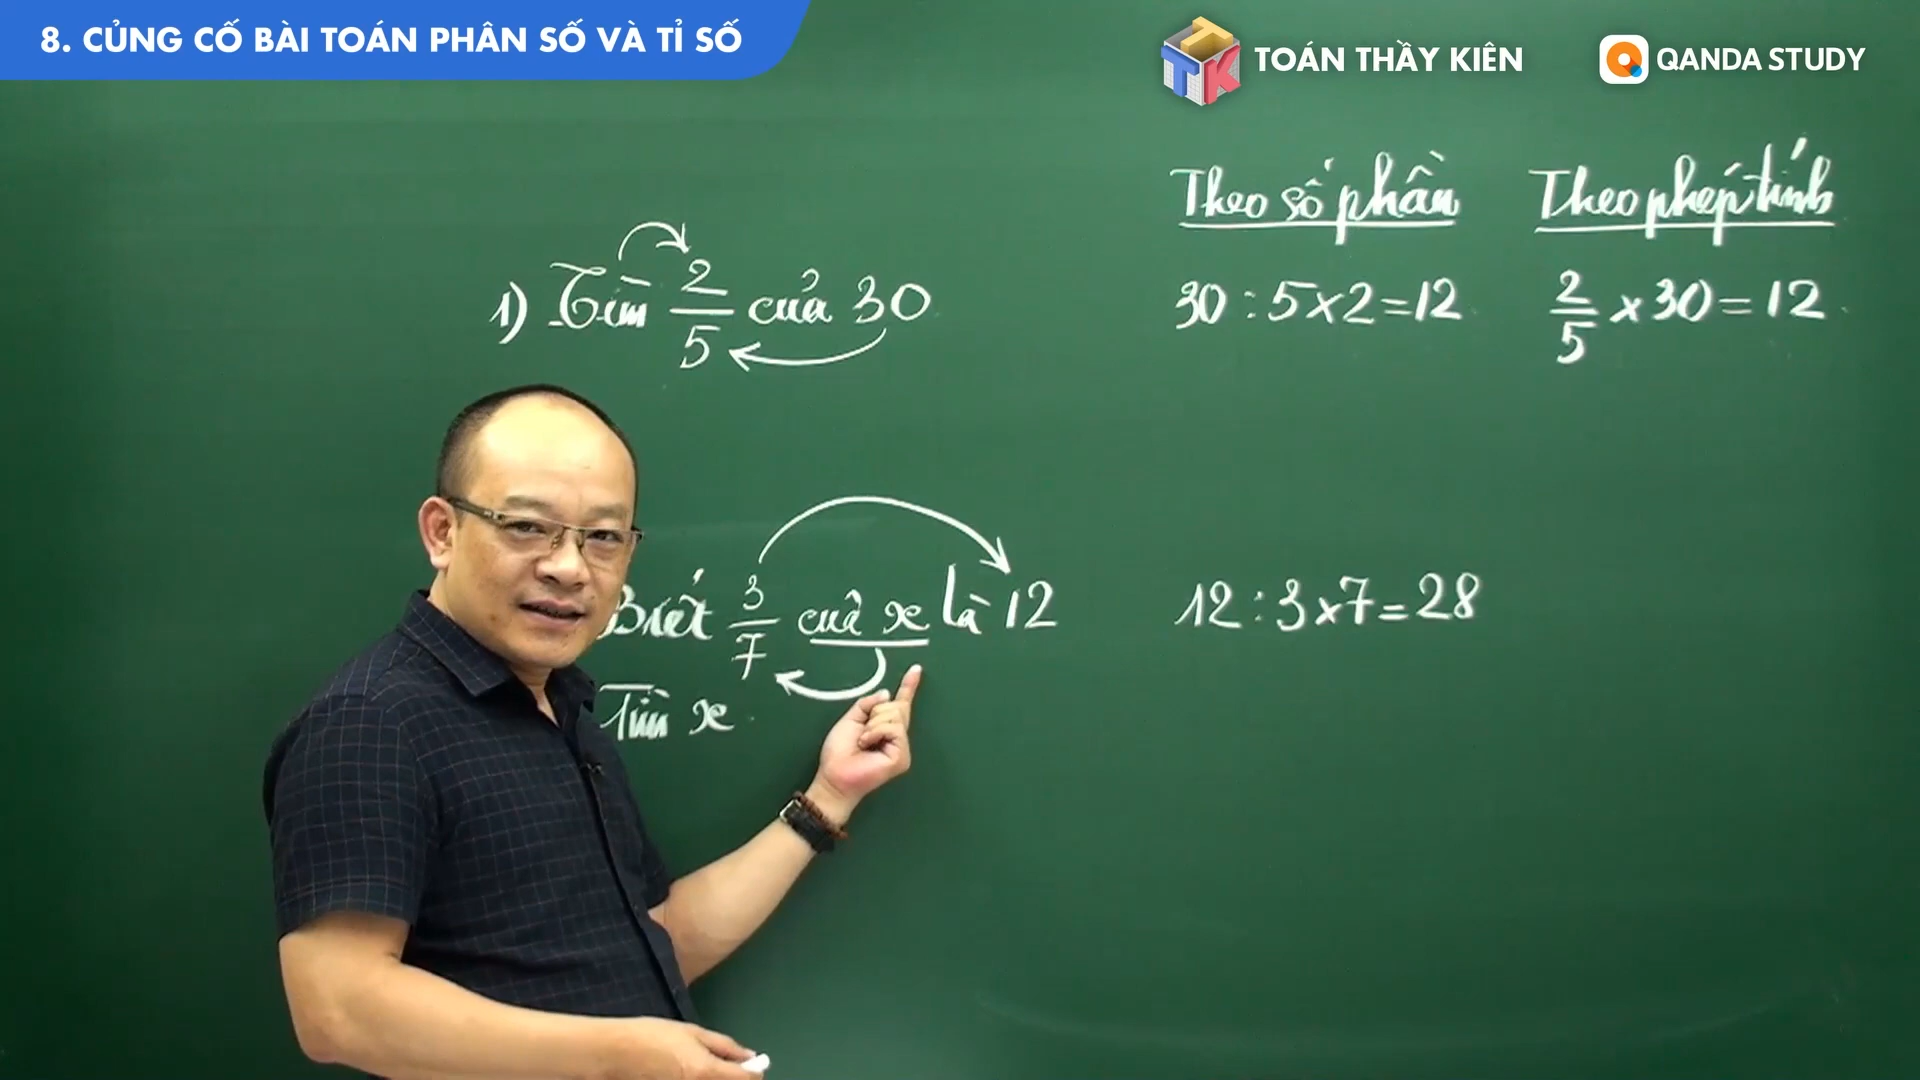 8. CỦNG CỐ BÀI TOÁN PHÂN SỐ VÀ TỈ SỐ
TOÁN THẦY KIÊN
QANDA STUDY
Theo số phần
Theo phép tính
1) Tìm 2/5 của 30
30 : 5 x 2 = 12
2/5 x 30 = 12
Biết 3/7 của x là 12
12 : 3 x 7 = 28
Tìm x